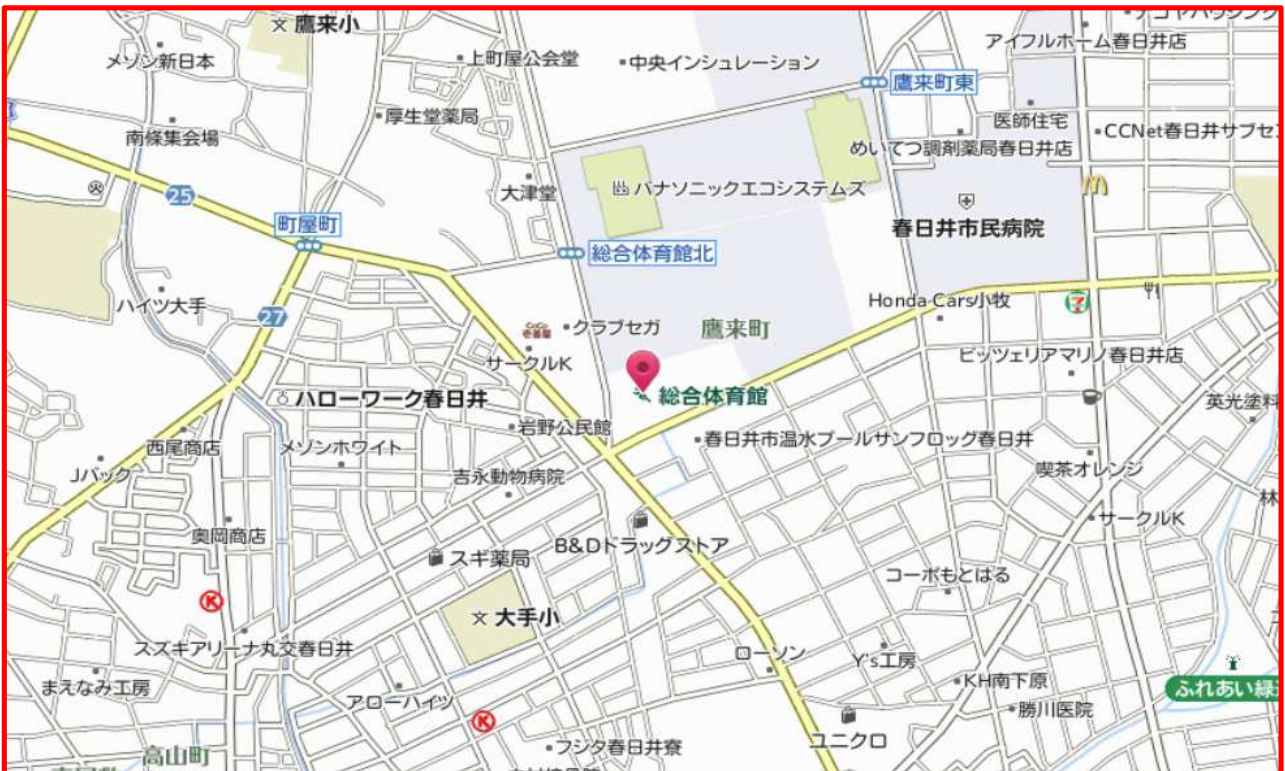 鷹来小
アイフルホーム春日井店
メゾン新日本
上町屋公会堂
中央インシュレーション
鷹来町東
厚生堂薬局
医師住宅
南條集会場
CCNet春日井サブセ
めいてつ調剤薬局春日井店
25
大津堂
パナソニックエコシステムズ
町屋町
春日井市民病院
総合体育館北
ハイツ大手
Honda Cars小牧
27
CoCo壱番屋
クラブセガ
鷹来町
サークルK
ピッツェリアマリノ春日井店
ハローワーク春日井
総合体育館
英光塗料
岩野公民館
春日井市温水プールサンフロッグ春日井
西尾商店
メゾンホワイト
Jパック
吉永動物病院
喫茶オレンジ
林
奥岡商店
サークルK
B&Dドラッグストア
スギ薬局
コーポもとはる
K
大手小
スズキアリーナ丸交春日井
ローソン
Y's工房
まえなみ工房
KH南下原
ふれあい緑
アローハイツ
勝川医院
K
ユニクロ
フジタ春日井寮
高山町